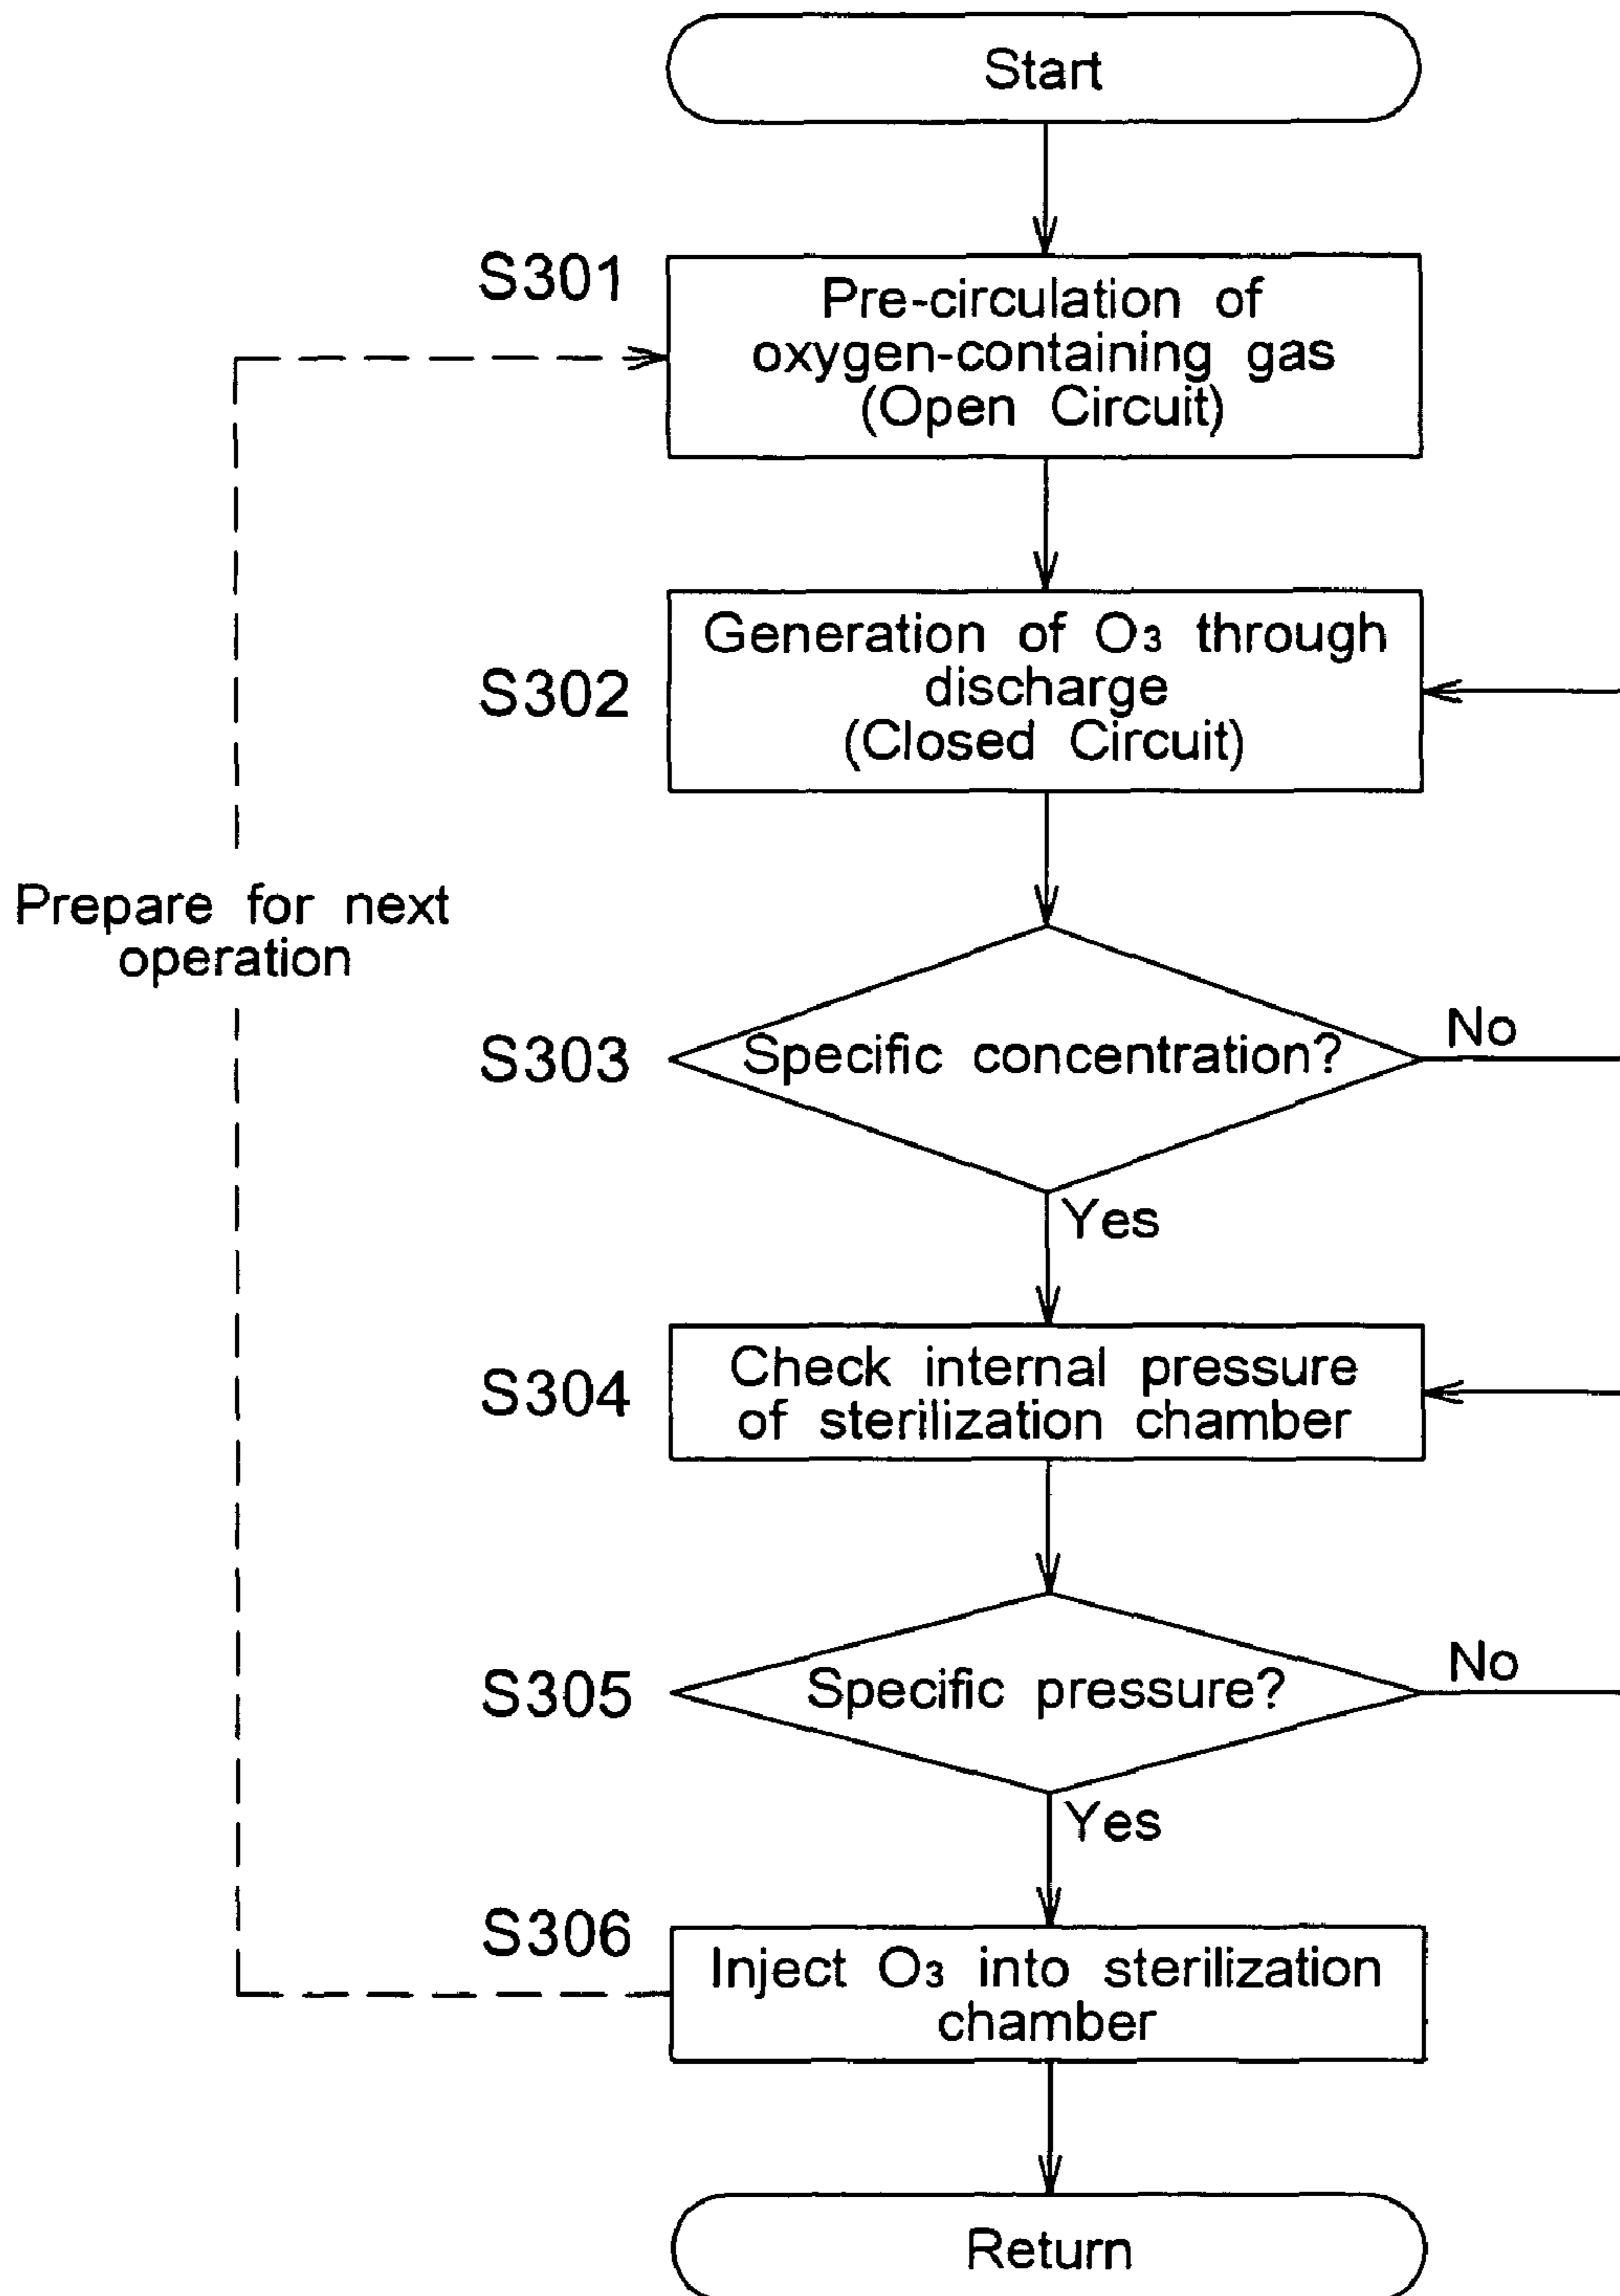 Start
S301
Pre-circulation of
oxygen-containing gas
(Open Circuit)
S302
Generation of O₃ through
discharge
(Closed Circuit)
Prepare for next
operation
S303
Specific concentration?
No
Yes
S304
Check internal pressure
of sterilization chamber
S305
Specific pressure?
No
Yes
S306
Inject O₃ into sterilization
chamber
Return